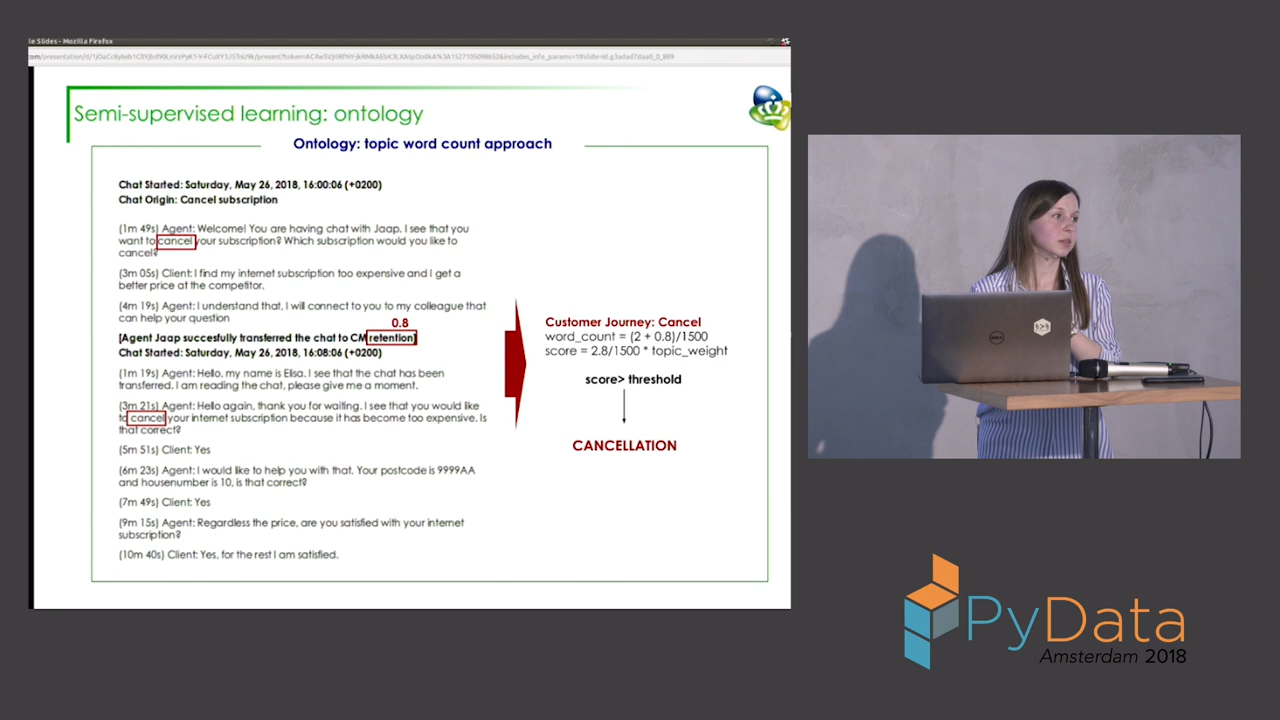 le Slides - Mozilla Firefox
Semi-supervised learning: ontology
Ontology: topic word count approach
Chat Started: Saturday, May 26, 2018, 16:00:06 (+0200)
Chat Origin: Cancel subscription
(1m 49s) Agent: Welcome! You are having chat with Jaap. I see that you
want to cancel your subscription? Which subscription would you like to
cancel?
(3m 05s) Client: I find my internet subscription too expensive and I get a
better price at the competitor.
(4m 19s) Agent: I understand that, I will connect to you to my colleague that
can help your question
0.8
[Agent Jaap succesfully transferred the chat to CM retention]
Chat Started: Saturday, May 26, 2018, 16:08:06 (+0200)
(1m 19s) Agent: Hello, my name is Elisa. I see that the chat has been
transferred. I am reading the chat, please give me a moment.
(3m 21s) Agent: Hello again, thank you for waiting. I see that you would like
to cancel your internet subscription because it has become too expensive. Is
that correct?
(5m 51s) Client: Yes
(6m 23s) Agent: I would like to help you with that. Your postcode is 9999AA
and housenumber is 10, is that correct?
(7m 49s) Client: Yes
(9m 15s) Agent: Regardless the price, are you satisfied with your internet
subscription?
(10m 40s) Client: Yes, for the rest I am satisfied.
Customer Journey: Cancel
word_count = (2 + 0.8)/1500
score = 2.8/1500 * topic_weight
score> threshold
CANCELLATION
DELL
PyData
Amsterdam 2018